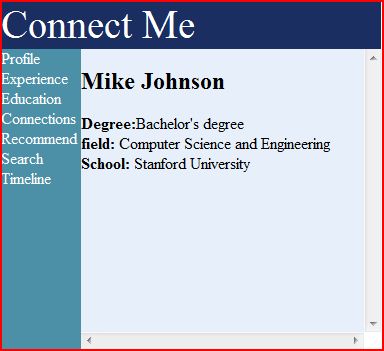 Connect Me
Profile
Experience
Education
Connections
Recommend
Search
Timeline
Mike Johnson
Degree:Bachelor's degree
field: Computer Science and Engineering
School: Stanford University